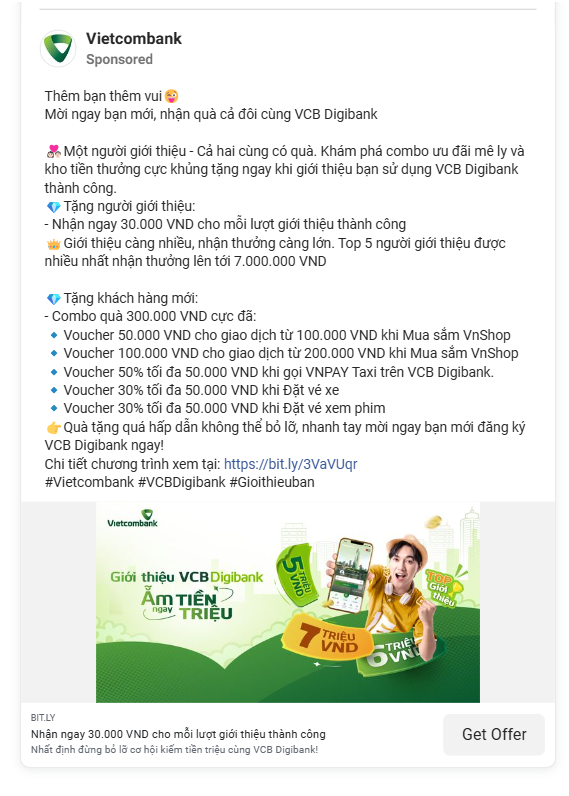 Vietcombank
Sponsored
Thêm bạn thêm vui😜
Mời ngay bạn mới, nhận quà cả đôi cùng VCB Digibank
💑Một người giới thiệu - Cả hai cùng có quà. Khám phá combo ưu đãi mê ly và
kho tiền thưởng cực khủng tặng ngay khi giới thiệu bạn sử dụng VCB Digibank
thành công.
💎Tặng người giới thiệu:
- Nhận ngay 30.000 VND cho mỗi lượt giới thiệu thành công
👑Giới thiệu càng nhiều, nhận thưởng càng lớn. Top 5 người giới thiệu được
nhiều nhất nhận thưởng lên tới 7.000.000 VND
💎Tặng khách hàng mới:
- Combo quà 300.000 VND cực đã:
🔹Voucher 50.000 VND cho giao dịch từ 100.000 VND khi Mua sắm VnShop
🔹Voucher 100.000 VND cho giao dịch từ 200.000 VND khi Mua sắm VnShop
🔹Voucher 50% tối đa 50.000 VND khi gọi VNPAY Taxi trên VCB Digibank.
🔹Voucher 30% tối đa 50.000 VND khi Đặt vé xe
🔹Voucher 30% tối đa 50.000 VND khi Đặt vé xem phim
👉Quà tặng quá hấp dẫn không thể bỏ lỡ, nhanh tay mời ngay bạn mới đăng ký
VCB Digibank ngay!
Chi tiết chương trình xem tại: https://bit.ly/3VaVUqr
#Vietcombank #VCBDigibank #Gioithieuban
Vietcombank
Giới thiệu VCBDigibank
ẴM TIỀN
ngay TRIỆU
5 TRIỆU
VND
TOP
Giới
thiệu
7 TRIỆU
VND
6 TRIỆU
VND
BIT.LY
Nhận ngay 30.000 VND cho mỗi lượt giới thiệu thành công
Nhất định đừng bỏ lỡ cơ hội kiếm tiền triệu cùng VCB Digibank!
Get Offer